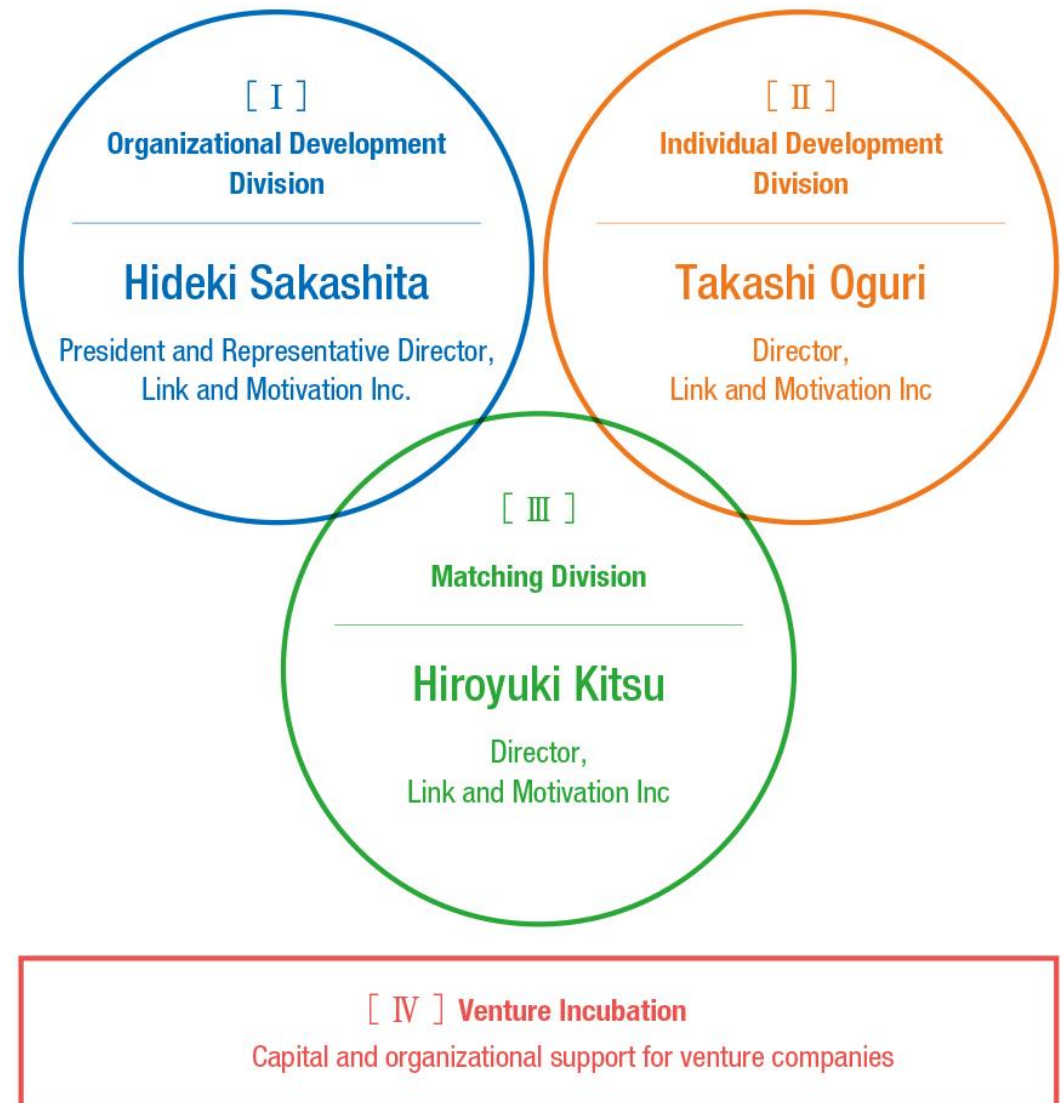 [ Ⅰ ]
Organizational Development
Division
Hideki Sakashita
President and Representative Director,
Link and Motivation Inc.
[ Ⅱ ]
Individual Development
Division
Takashi Oguri
Director,
Link and Motivation Inc
[ Ⅲ ]
Matching Division
Hiroyuki Kitsu
Director,
Link and Motivation Inc
[ Ⅳ ] Venture Incubation
Capital and organizational support for venture companies